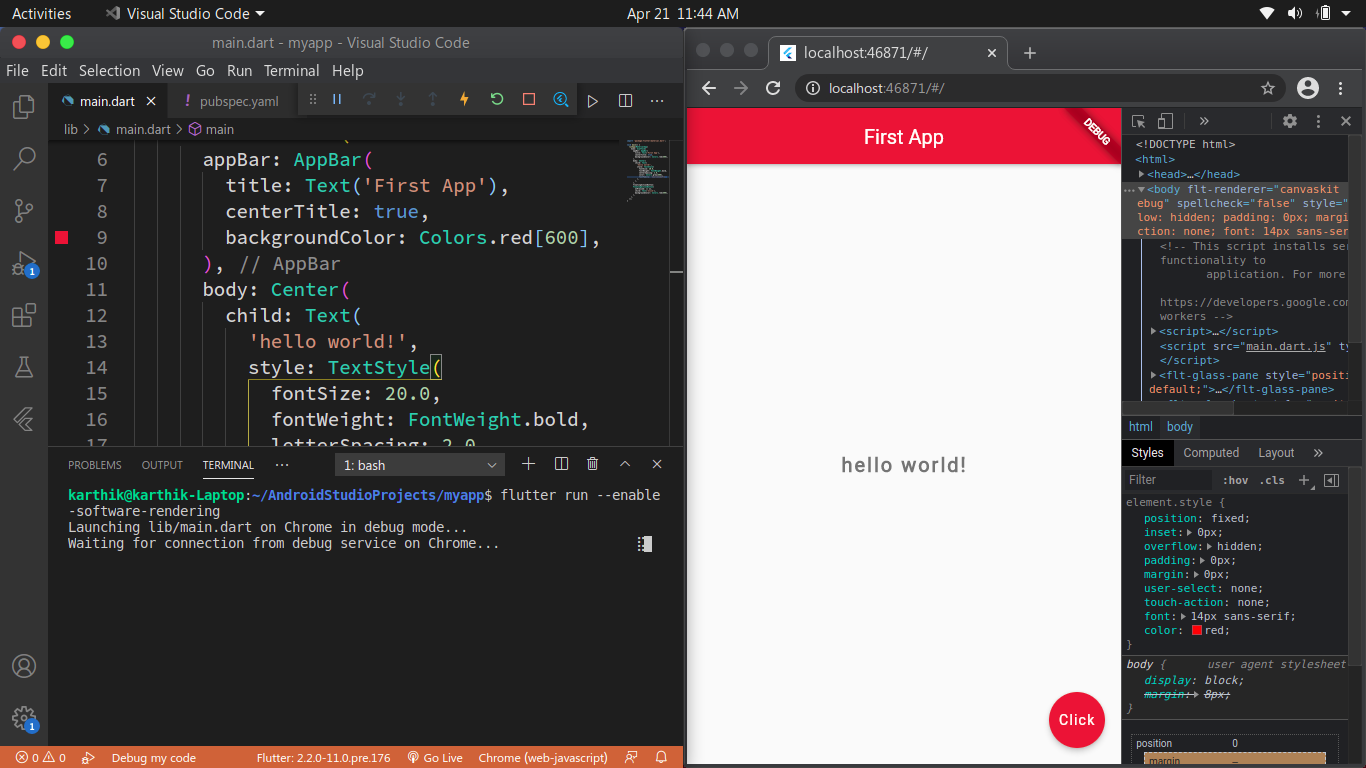 Activities
Visual Studio Code
Apr 21 11:44 AM
main.dart - myapp - Visual Studio Code
File Edit Selection View Go Run Terminal Help
main.dart
pubspec.yaml
lib > main.dart > main
6 appBar: AppBar(
7 title: Text('First App'),
8 centerTitle: true,
9 backgroundColor: Colors.red[600],
10 ), // AppBar
11 body: Center(
12 child: Text(
13 'hello world!',
14 style: TextStyle(
15 fontSize: 20.0,
16 fontWeight: FontWeight.bold,
17 letterSpacing: 2.0
1
PROBLEMS OUTPUT TERMINAL ...
1: bash
karthik@karthik-Laptop:~/AndroidStudioProjects/myapp$ flutter run --enable
-software-rendering
Launching lib/main.dart on Chrome in debug mode...
Waiting for connection from debug service on Chrome...
1
0 0 Debug my code Flutter: 2.2.0-11.0.pre.176 Go Live Chrome (web-javascript)
localhost:46871/#/
localhost:46871/#/
First App
DEBUG
hello world!
Click
<!DOCTYPE html>
<html>
<head>…</head>
<body flt-renderer="canvaskit
ebug" spellcheck="false" style="
low: hidden; padding: 0px; margi
ction: none; font: 14px sans-ser
<!-- This script installs ser
functionality to
application. For more
https://developers.google.com
workers -->
<script>…</script>
<script src="main.dart.js" ty
</script>
<flt-glass-pane style="positi
default;">…</flt-glass-pane>
html body
Styles Computed Layout »
Filter :hov .cls +
element.style {
position: fixed;
inset: 0px;
overflow: hidden;
padding: 0px;
margin: 0px;
user-select: none;
touch-action: none;
font: 14px sans-serif;
color: red;
}
body { user agent stylesheet
display: block;
margin: 8px;
}
position 0
margin –